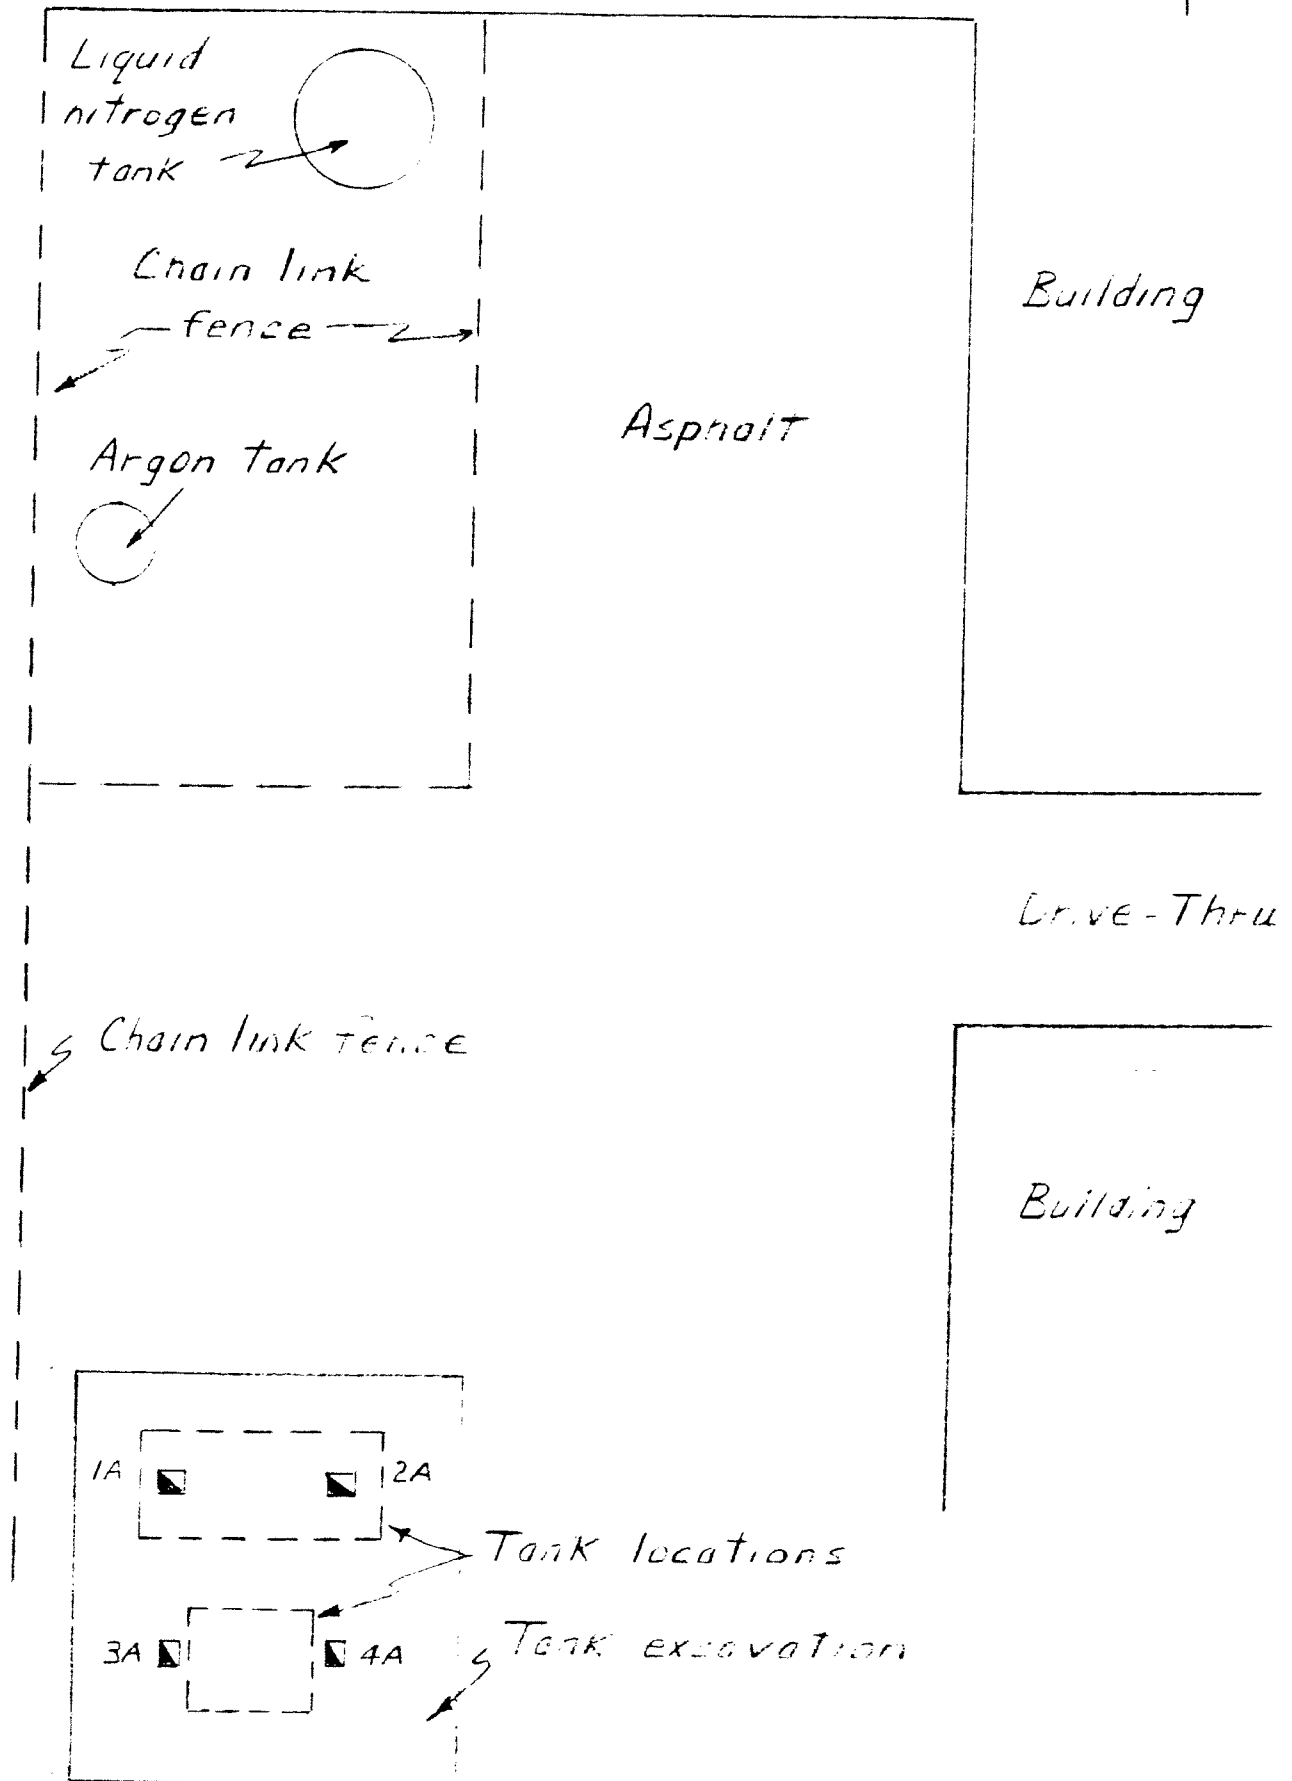 Liquid
nitrogen
tank
Chain link
fence
Building
Asphalt
Argon tank
Drive-Thru
Chain link fence
Building
1A
2A
Tank locations
3A
4A
Tank excavation